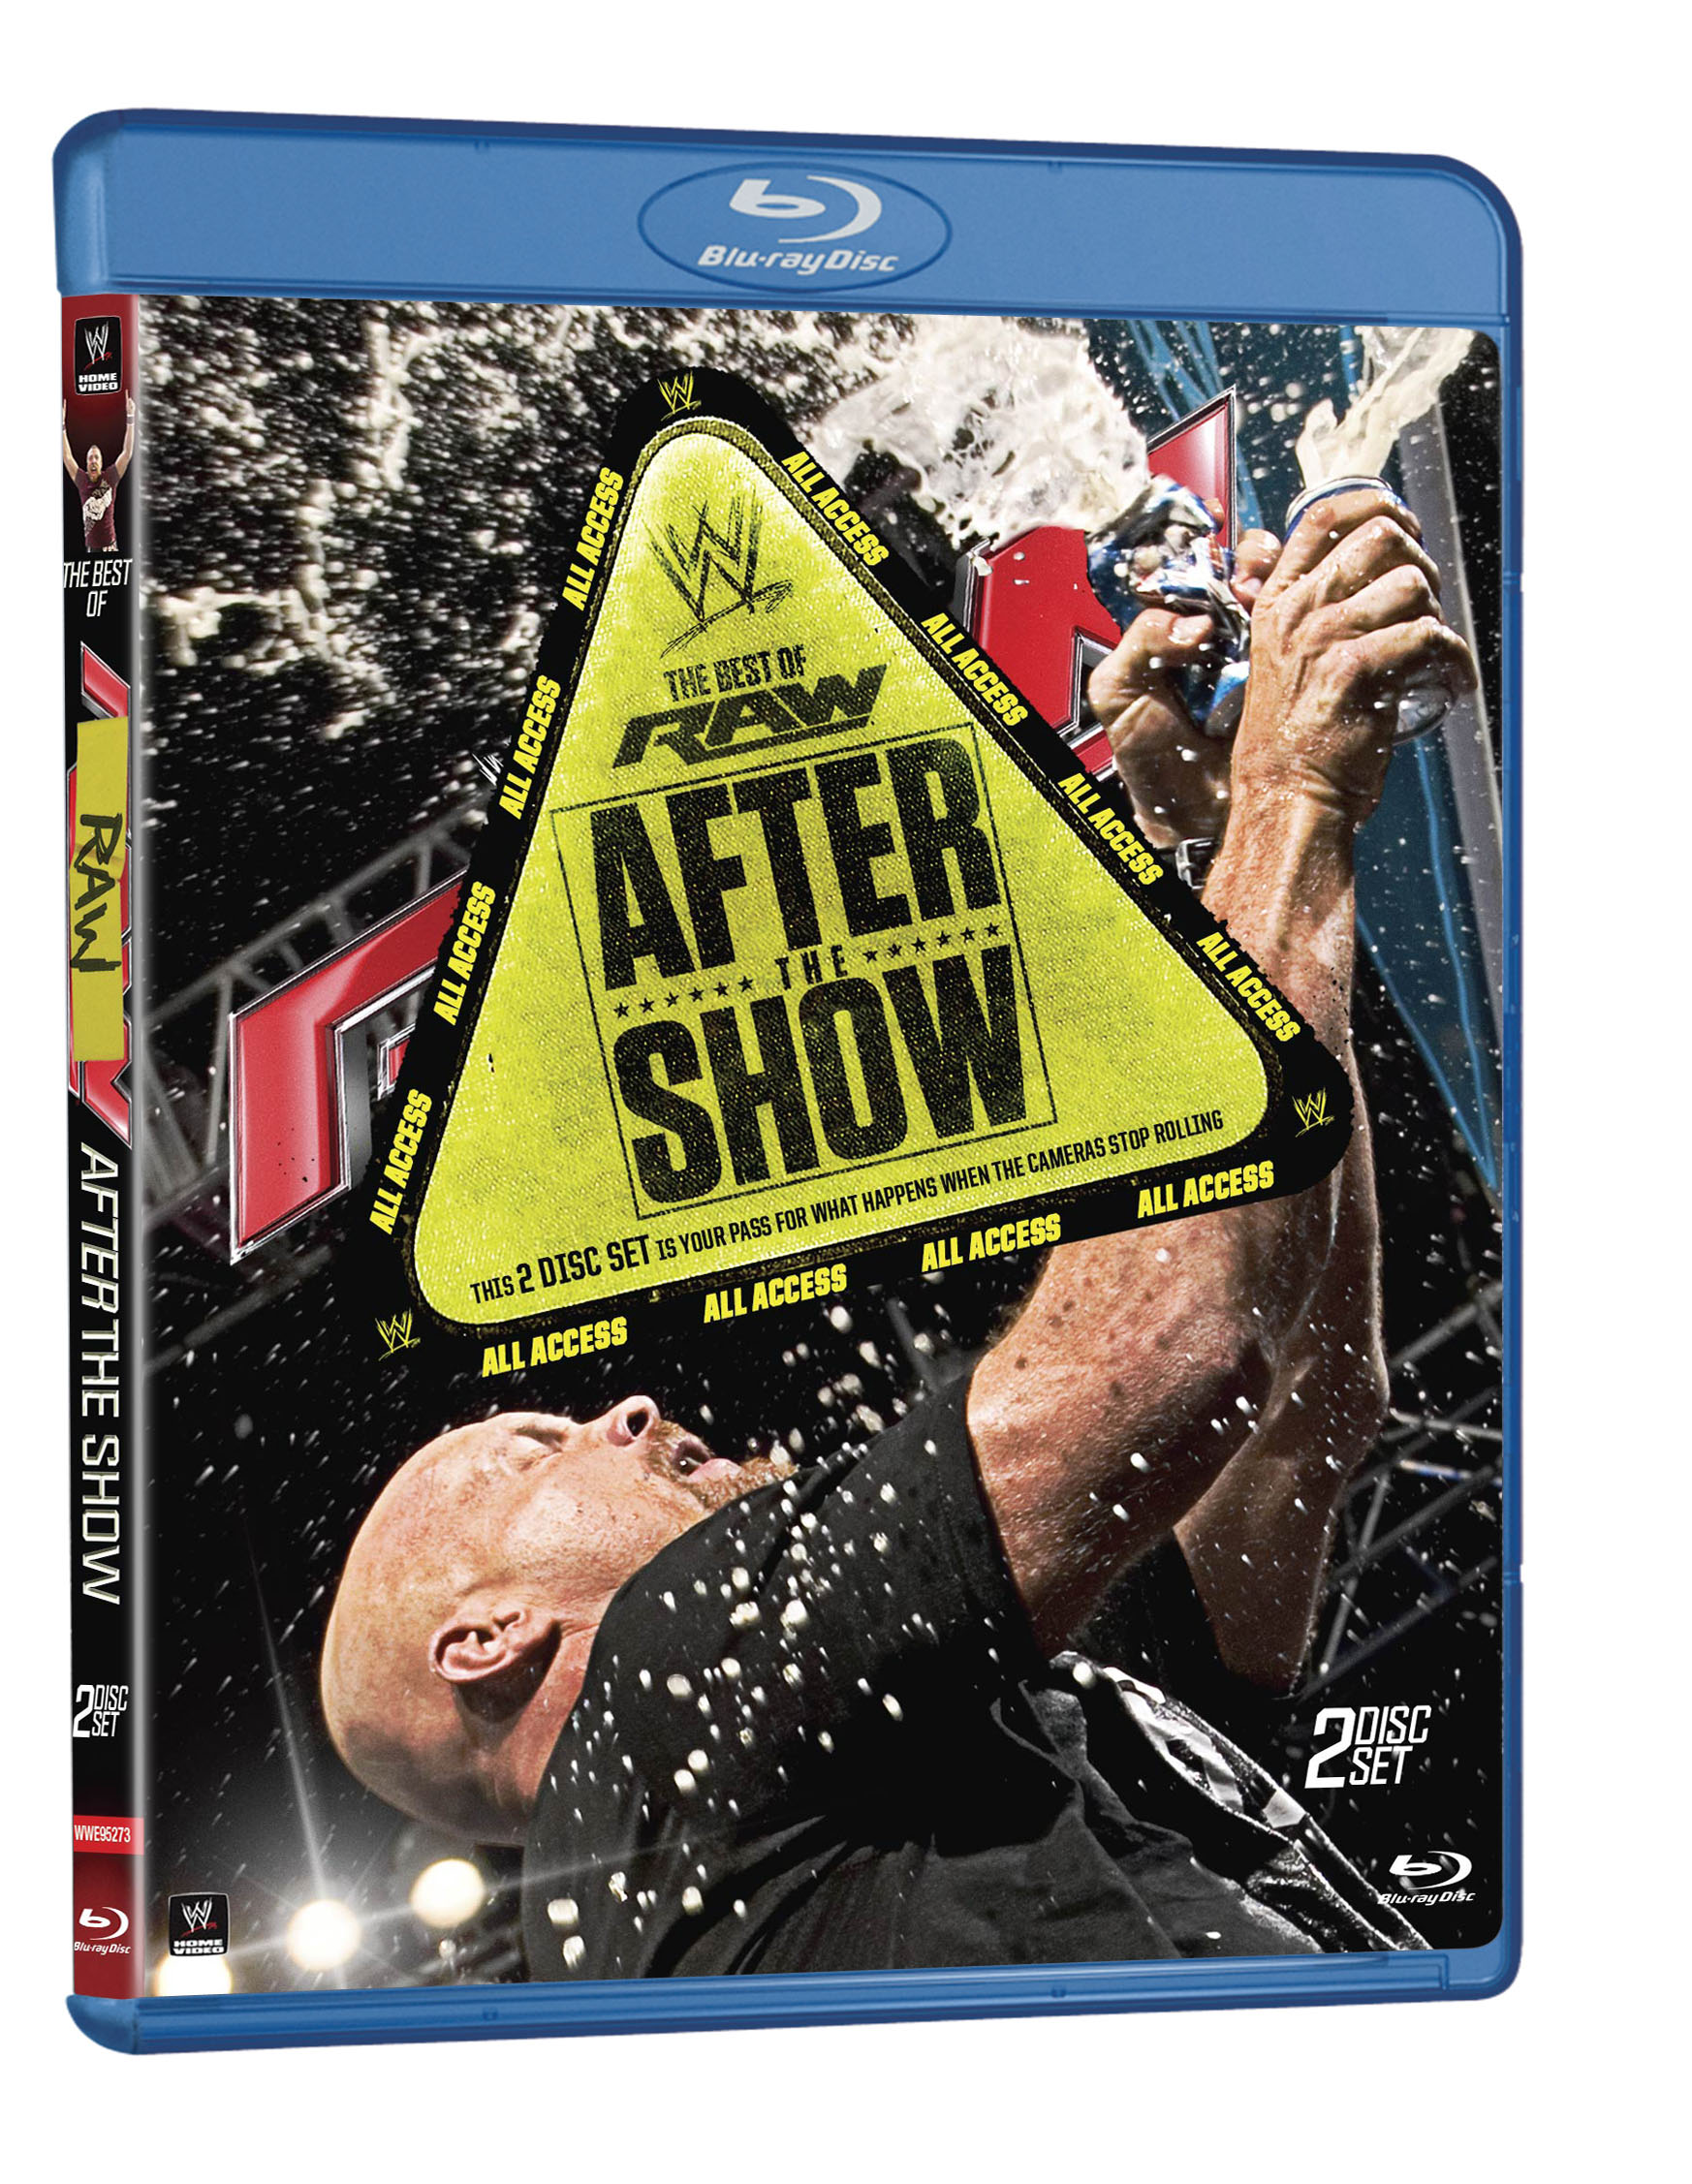 Blu-ray Disc
W
HOME
VIDEO
THE BEST
OF
RAW
AFTER THE SHOW
2 DISC
SET
WWE95273
Blu-ray Disc
W
ALL ACCESS
ALL ACCESS
ALL ACCESS
ALL ACCESS
ALL ACCESS
ALL ACCESS
ALL ACCESS
ALL ACCESS
W
THE BEST OF
RAW
AFTER
THE
SHOW
THIS 2 DISC SET IS YOUR PASS FOR WHAT HAPPENS WHEN THE CAMERAS STOP ROLLING
W
W
ALL ACCESS
ALL ACCESS
ALL ACCESS
ALL ACCESS
2 DISC
SET
W
HOME
VIDEO
Blu-ray Disc